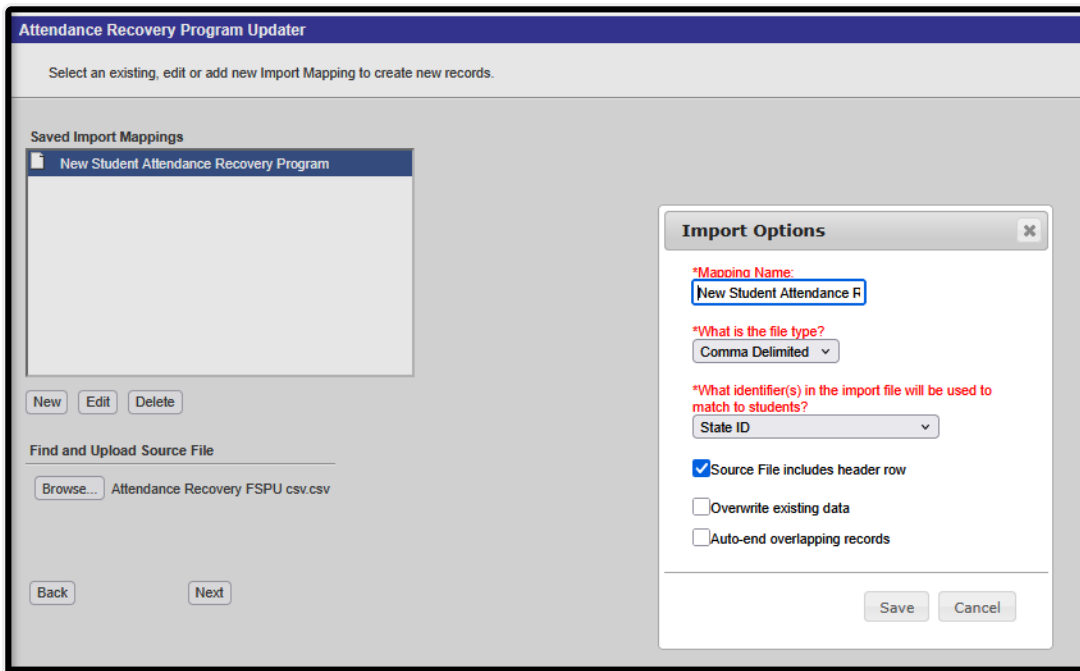 Attendance Recovery Program Updater
Select an existing, edit or add new Import Mapping to create new records.
Saved Import Mappings
New Student Attendance Recovery Program
New Edit Delete
Find and Upload Source File
Browse... Attendance Recovery FSPU csv.csv
Back Next
Import Options
*Mapping Name:
New Student Attendance R
*What is the file type?
Comma Delimited
*What identifier(s) in the import file will be used to
match to students?
State ID
Source File includes header row
Overwrite existing data
Auto-end overlapping records
Save Cancel